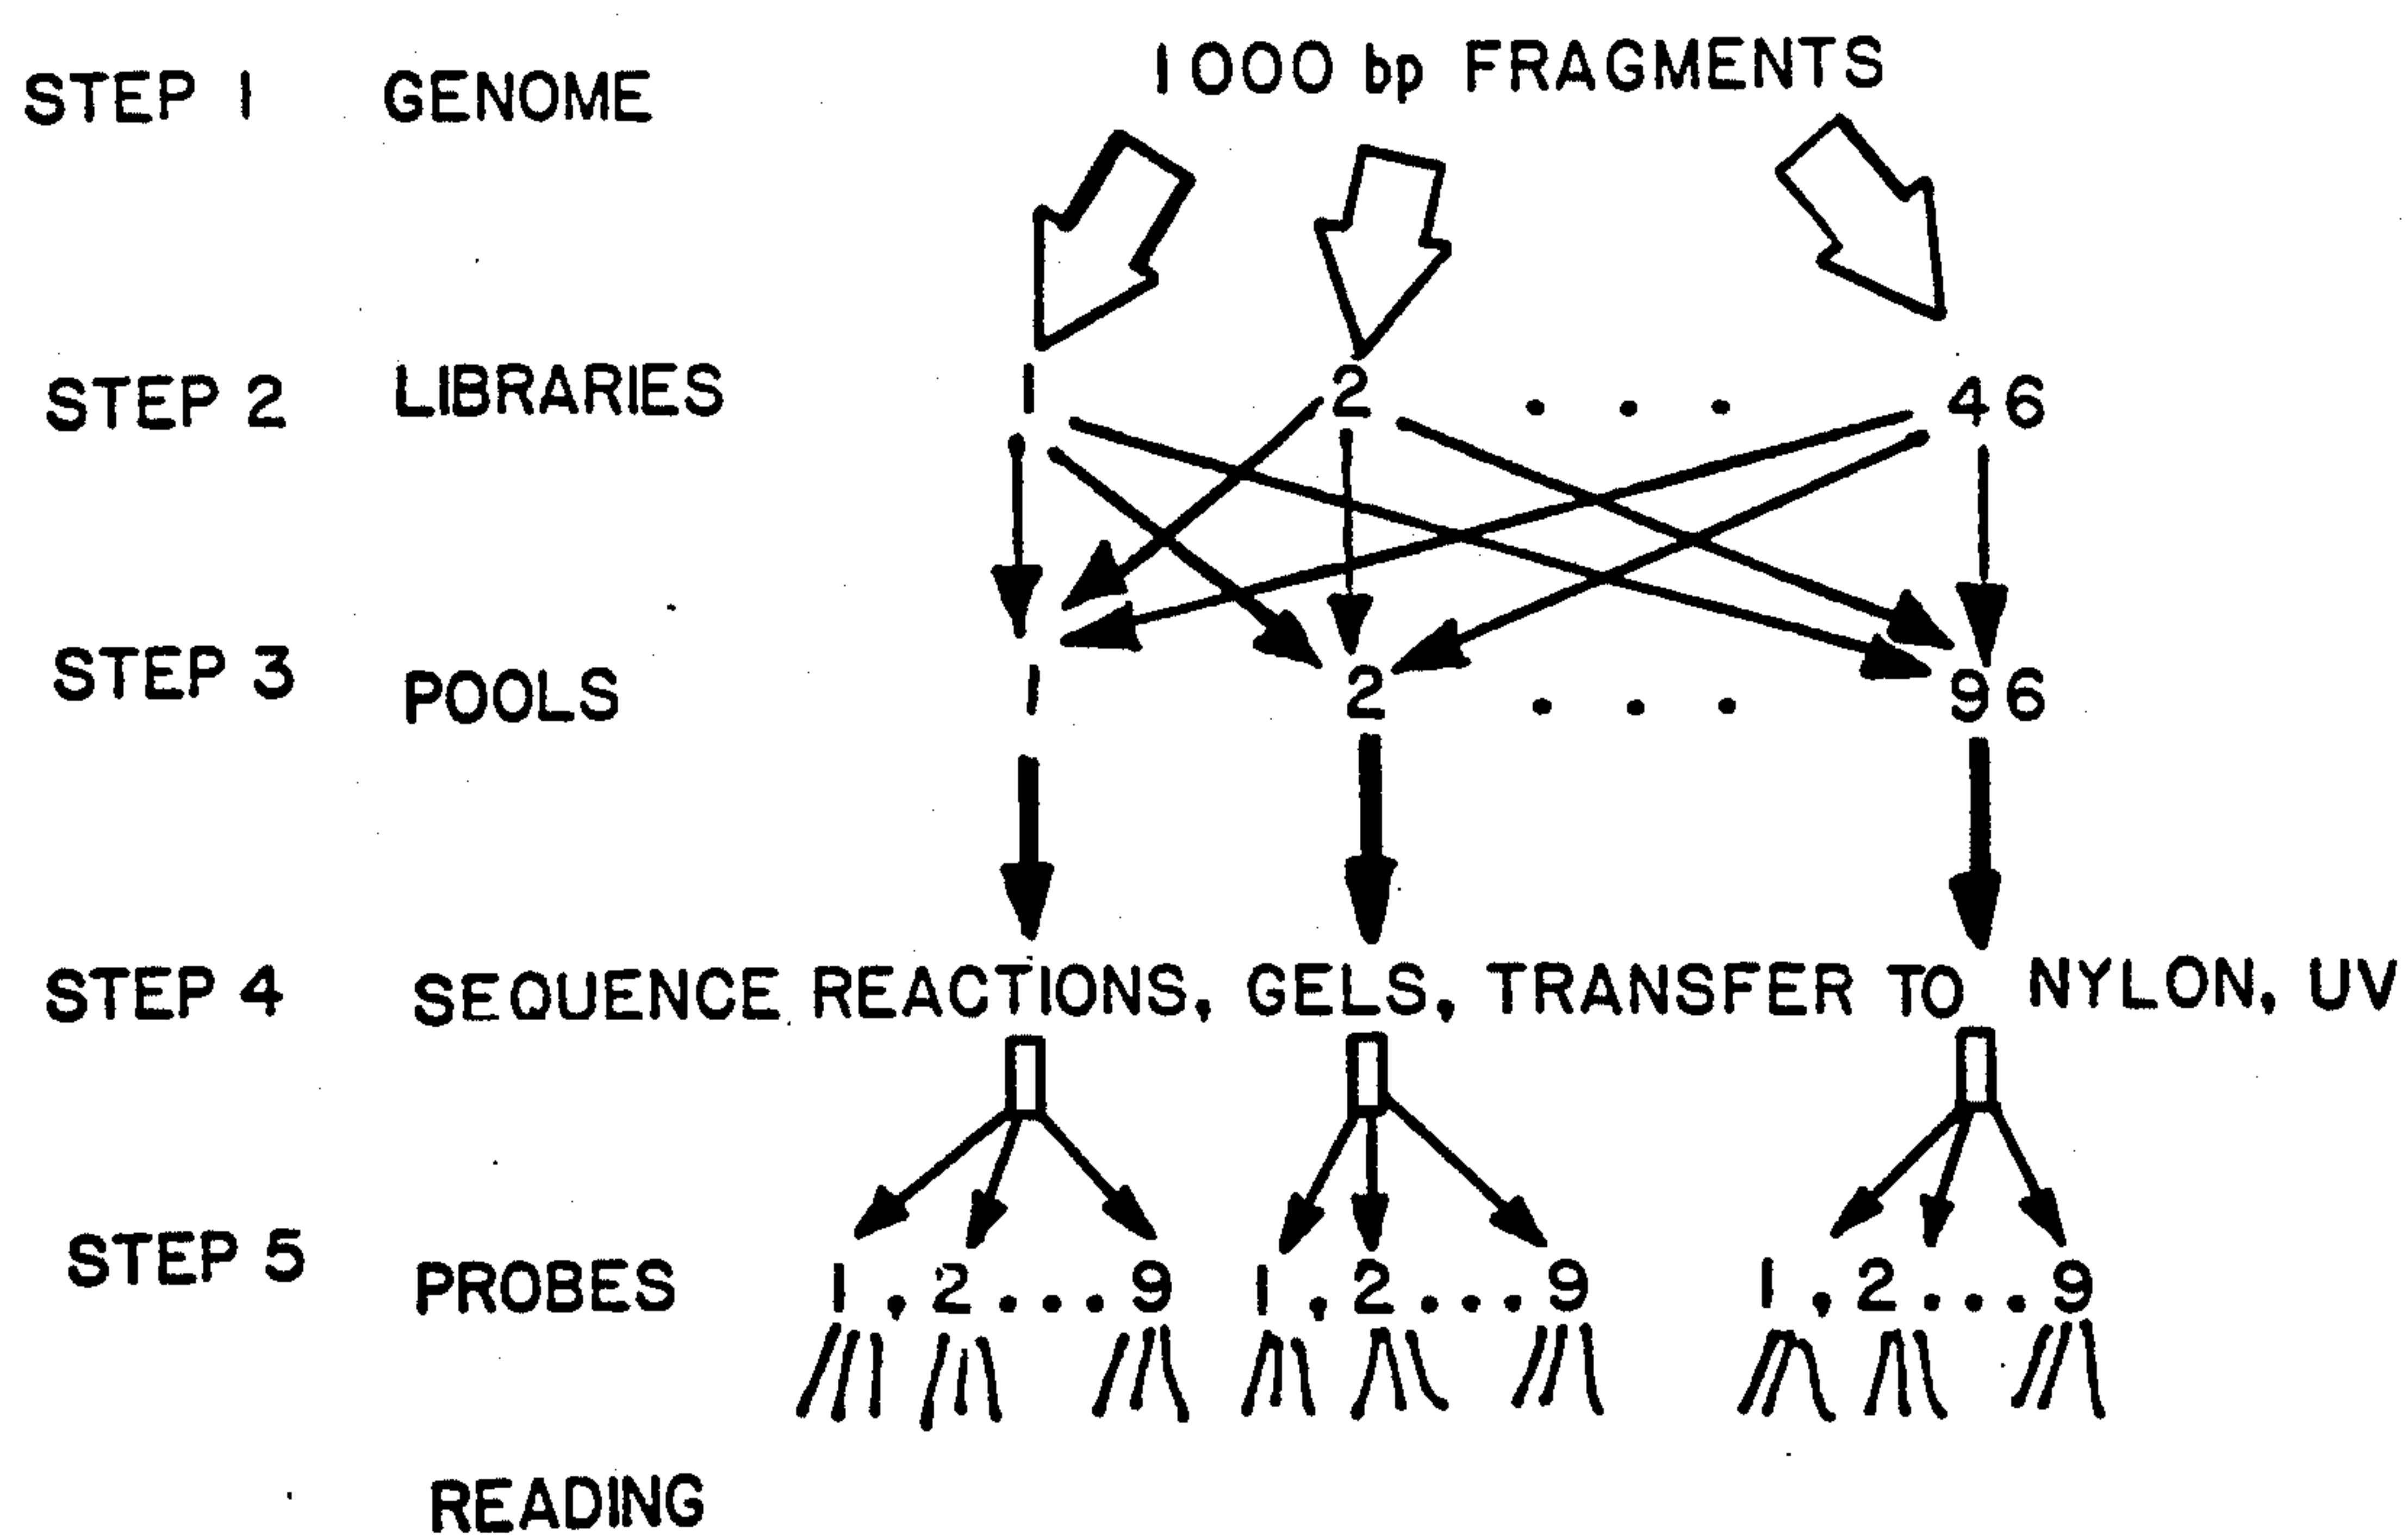 STEP 1 GENOME 1000 bp FRAGMENTS
STEP 2 LIBRARIES 1 2 . . . 46
STEP 3 POOLS 1 2 . . . 96
STEP 4 SEQUENCE REACTIONS, GELS, TRANSFER TO NYLON, UV
STEP 5 PROBES 1 , 2 . . . 9 1 , 2 . . . 9 1 , 2 . . . 9
READING